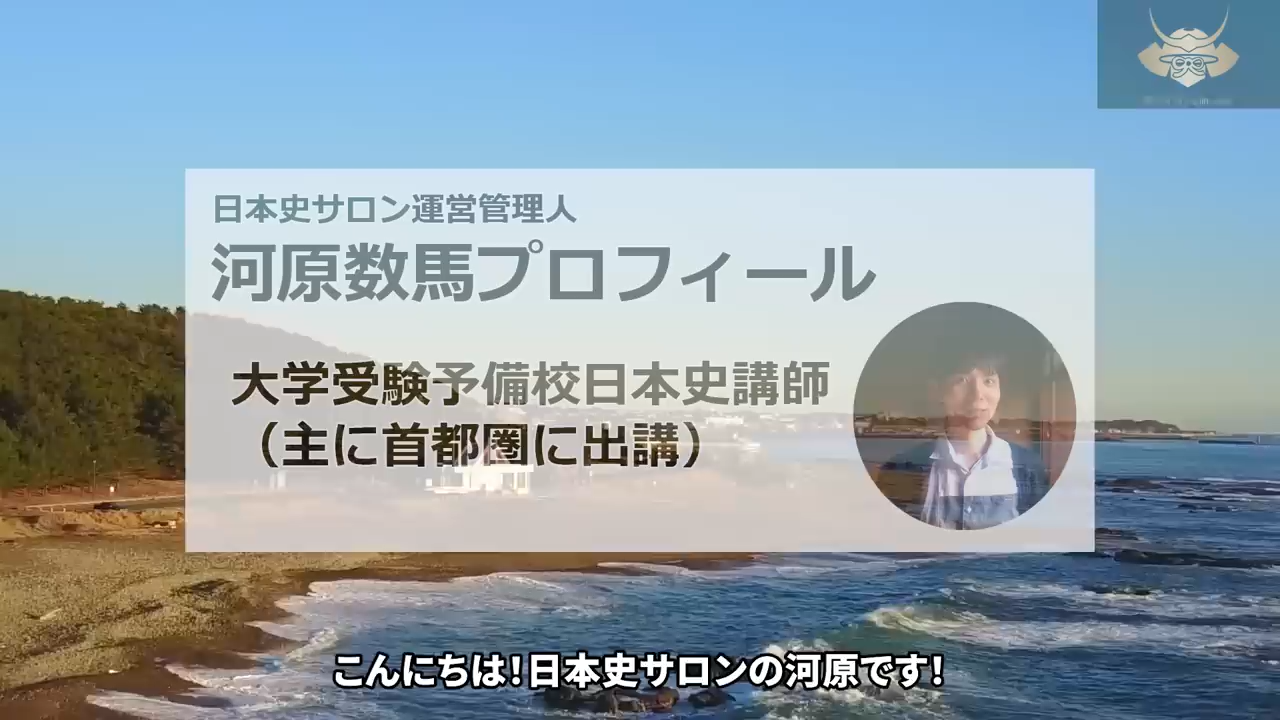 日本史サロン運営管理人
河原数馬プロフィール
大学受験予備校日本史講師
（主に首都圏に出講）
こんにちは！日本史サロンの河原です！